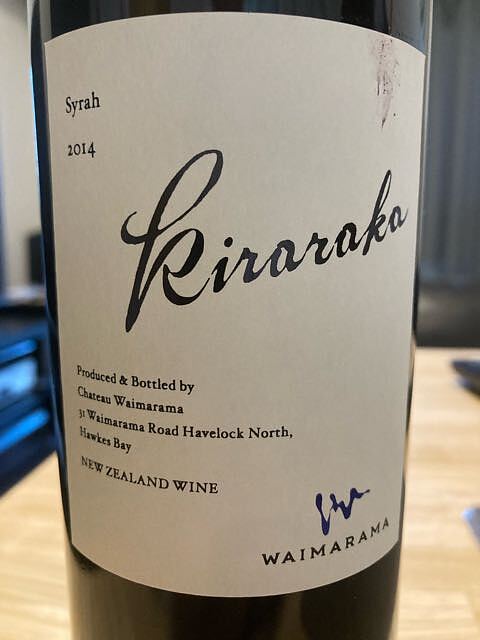 Syrah
2014
Kiraraka
Produced & Bottled by
Chateau Waimarama
31 Waimarama Road Havelock North,
Hawkes Bay
NEW ZEALAND WINE
WAIMARAMA